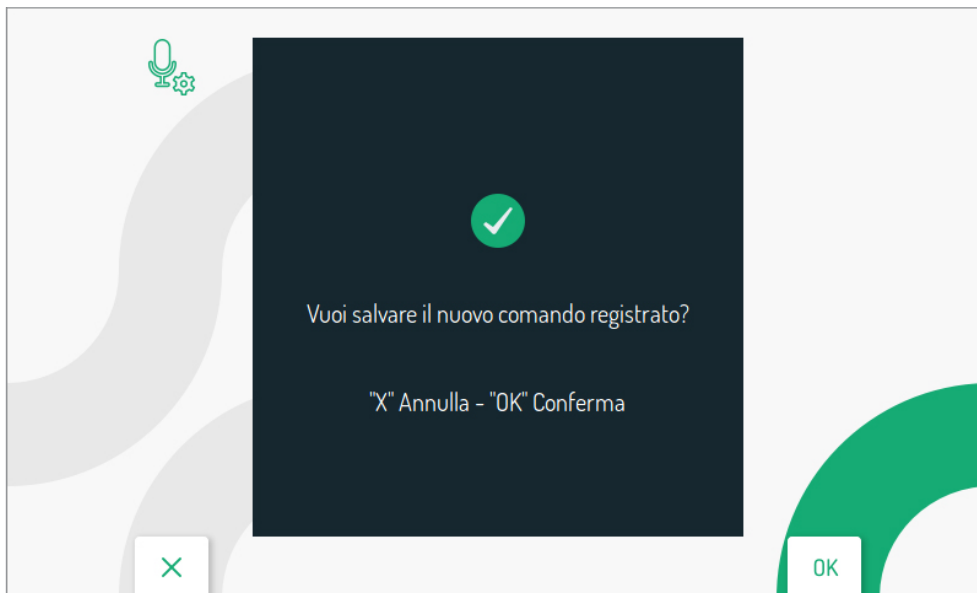 Vuoi salvare il nuovo comando registrato?
"X" Annulla - "OK" Conferma
OK